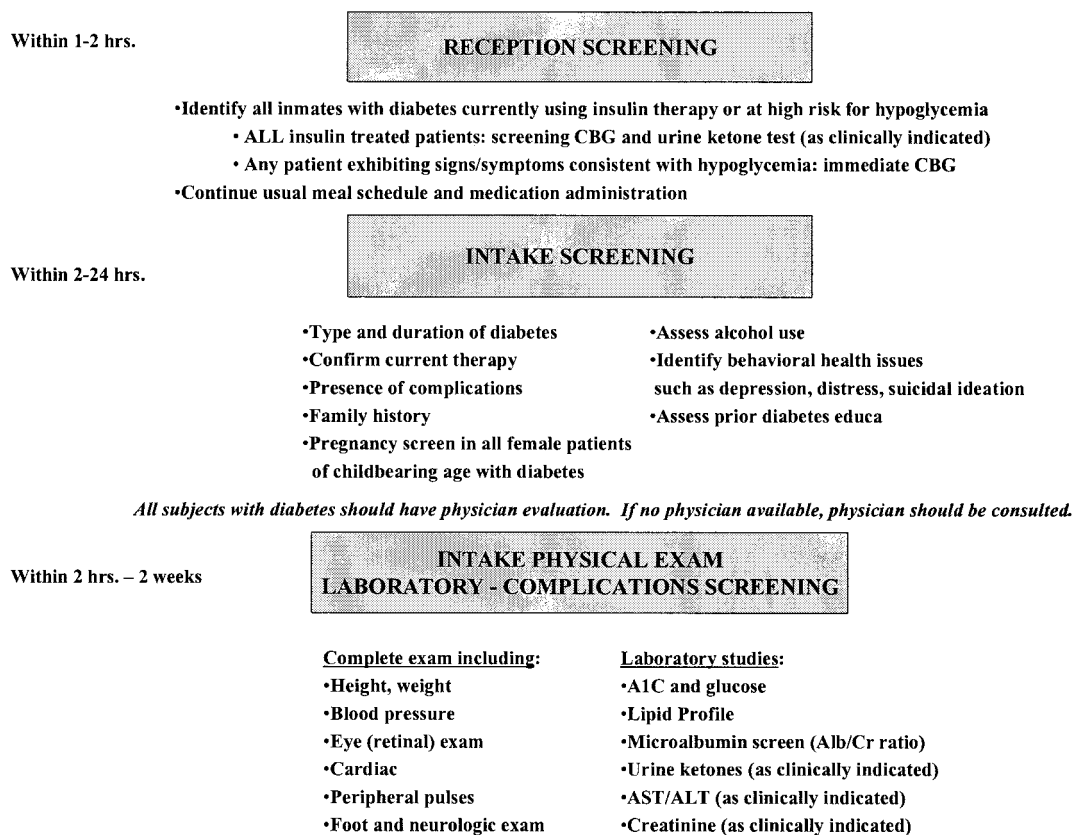 Within 1-2 hrs.
RECEPTION SCREENING
•Identify all inmates with diabetes currently using insulin therapy or at high risk for hypoglycemia
• ALL insulin treated patients: screening CBG and urine ketone test (as clinically indicated)
• Any patient exhibiting signs/symptoms consistent with hypoglycemia: immediate CBG
•Continue usual meal schedule and medication administration
Within 2-24 hrs.
INTAKE SCREENING
•Type and duration of diabetes
•Confirm current therapy
•Presence of complications
•Family history
•Pregnancy screen in all female patients
of childbearing age with diabetes
•Assess alcohol use
•Identify behavioral health issues
such as depression, distress, suicidal ideation
•Assess prior diabetes educa
All subjects with diabetes should have physician evaluation. If no physician available, physician should be consulted.
Within 2 hrs. – 2 weeks
INTAKE PHYSICAL EXAM
LABORATORY - COMPLICATIONS SCREENING
Complete exam including:
•Height, weight
•Blood pressure
•Eye (retinal) exam
•Cardiac
•Peripheral pulses
•Foot and neurologic exam
Laboratory studies:
•A1C and glucose
•Lipid Profile
•Microalbumin screen (Alb/Cr ratio)
•Urine ketones (as clinically indicated)
•AST/ALT (as clinically indicated)
•Creatinine (as clinically indicated)